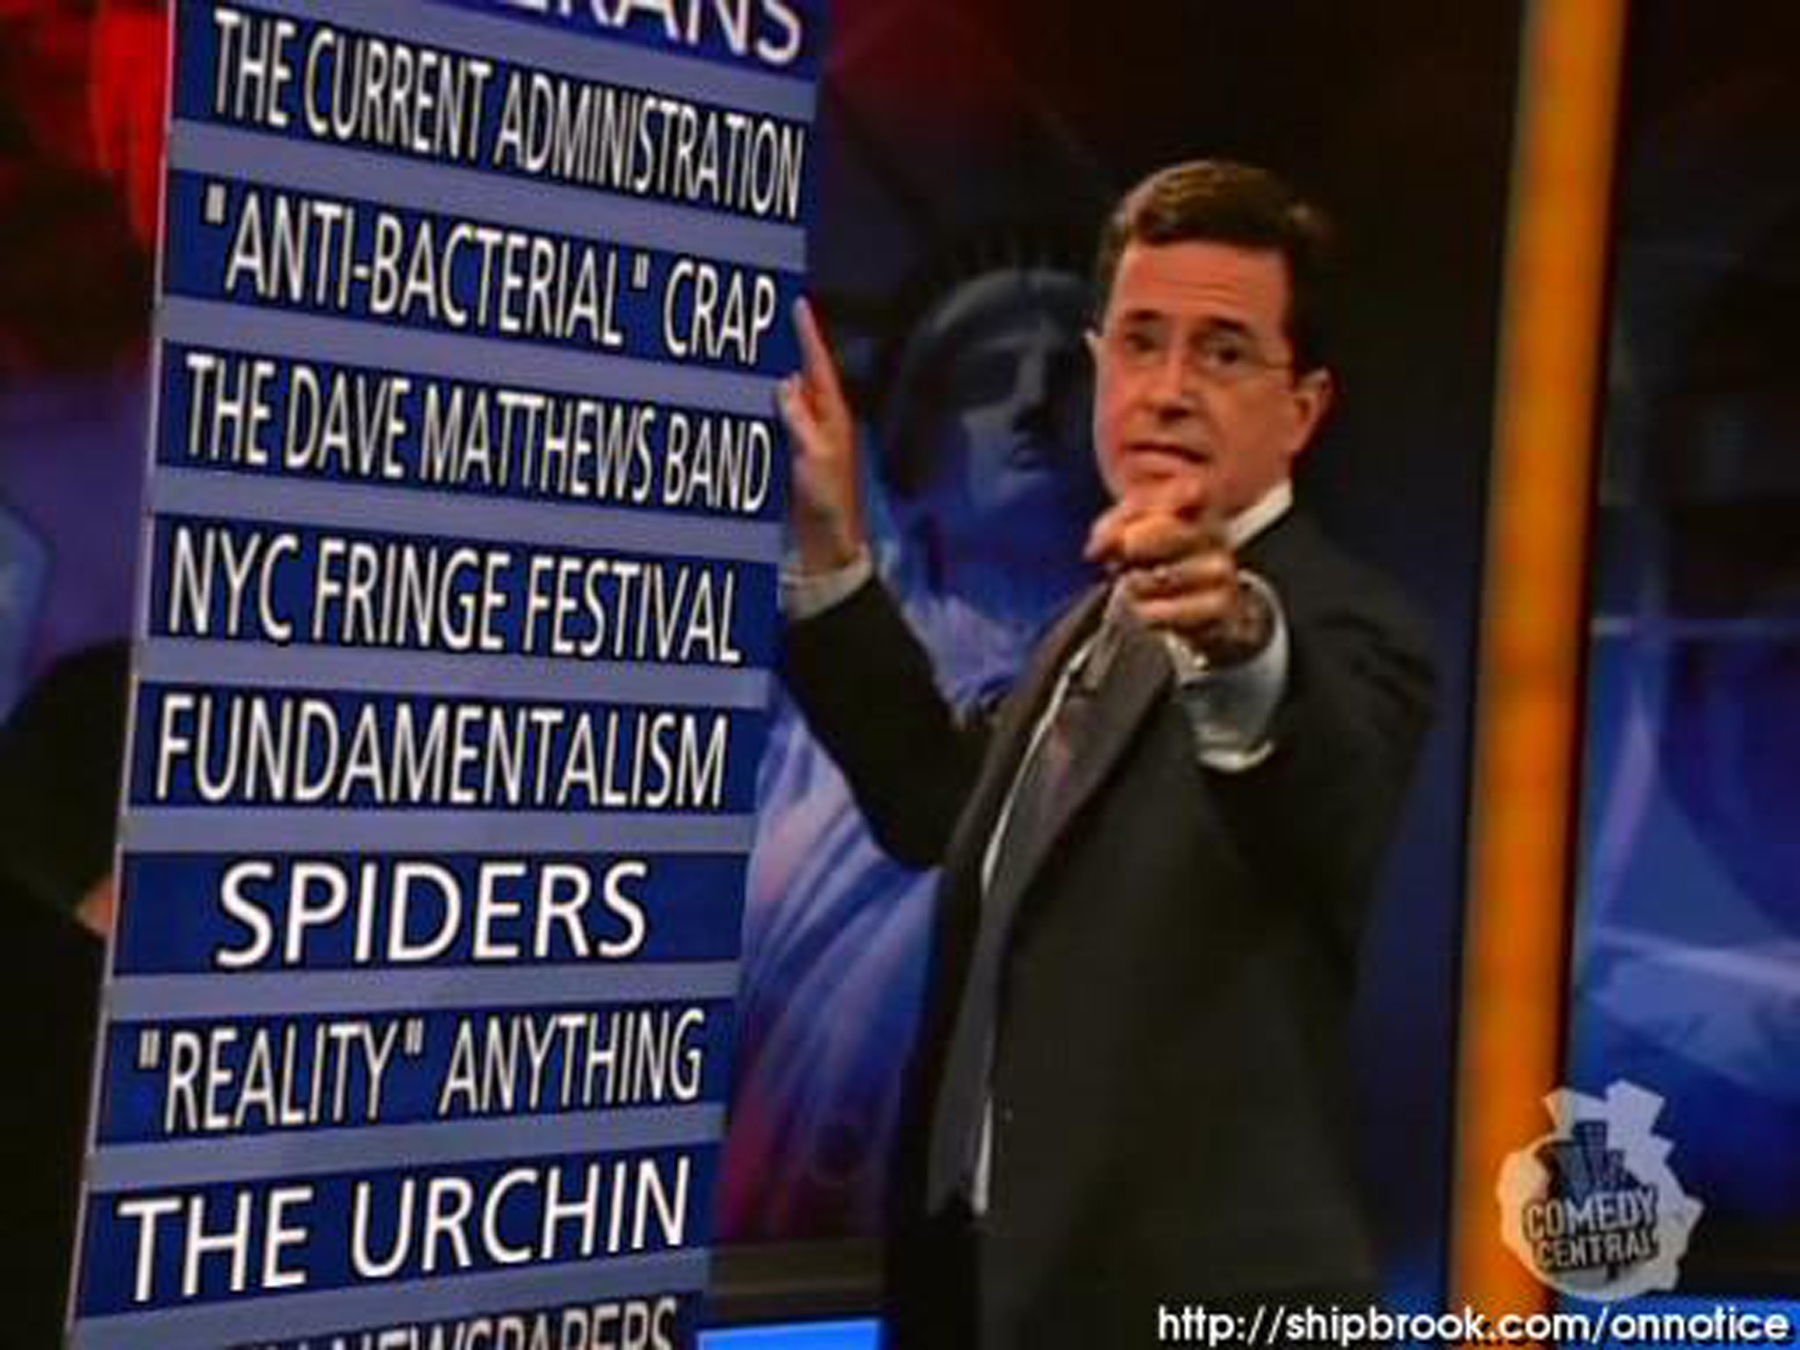 THE CURRENT ADMINISTRATION
"ANTI-BACTERIAL" CRAP
THE DAVE MATTHEWS BAND
NYC FRINGE FESTIVAL
FUNDAMENTALISM
SPIDERS
"REALITY" ANYTHING
THE URCHIN
NEWSPAPERS
COMEDY
CENTRAL
http://shipbrook.com/onnotice